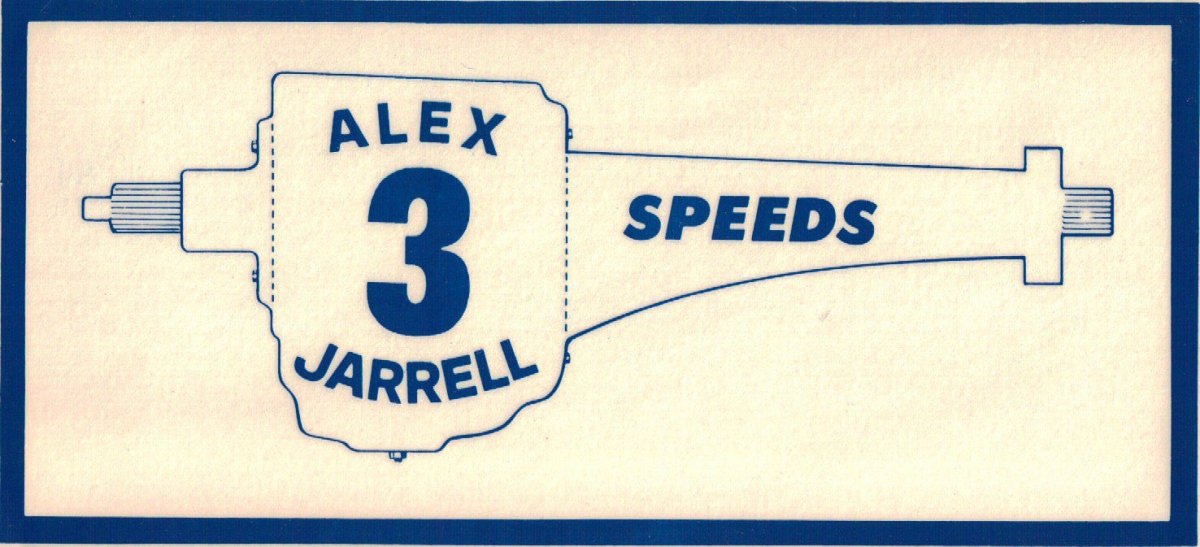 ALEX
3
SPEEDS
JARRELL